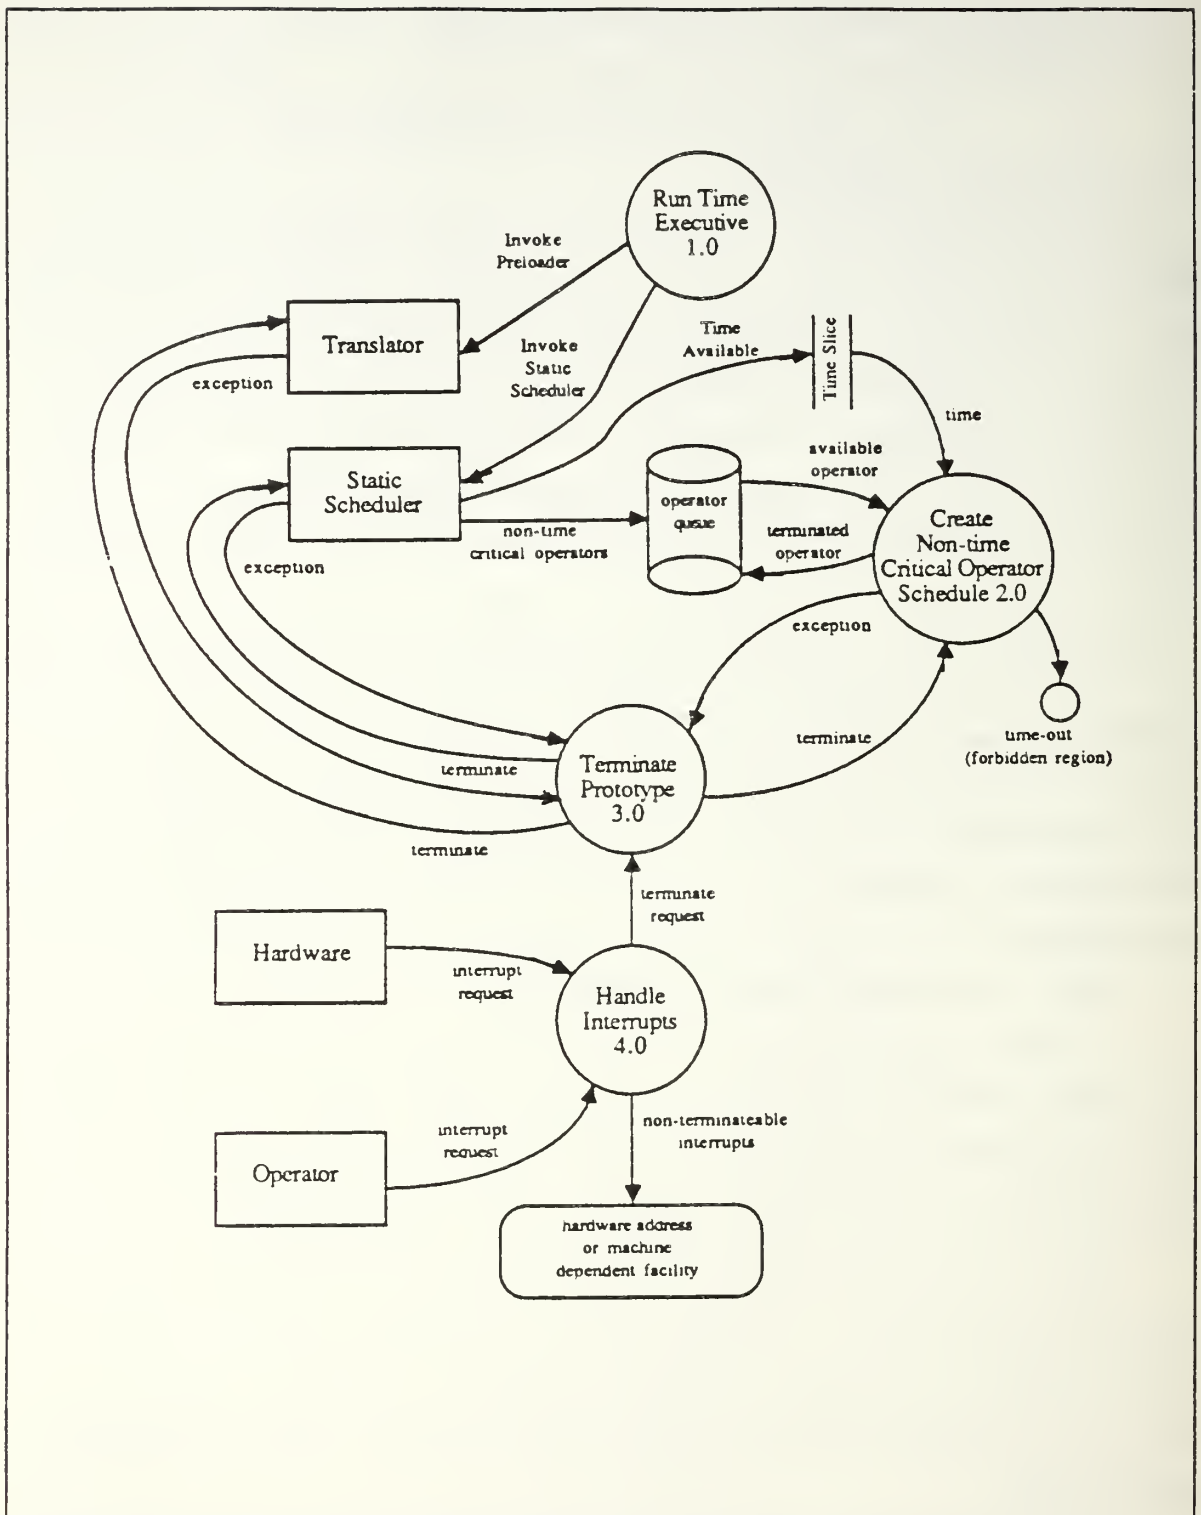 Run Time
Executive
1.0
Invoke
Preloader
Translator
Invoke
Static
Scheduler
Time
Available
Time Slice
time
exception
Static
Scheduler
non-time
critical operators
operator
queue
available
operator
terminated
operator
Create
Non-time
Critical Operator
Schedule 2.0
exception
exception
time-out
(forbidden region)
terminate
Terminate
Prototype
3.0
terminate
terminate
terminate
request
Hardware
interrupt
request
Handle
Interrupts
4.0
Operator
interrupt
request
non-terminateable
interrupts
hardware address
or machine
dependent facility